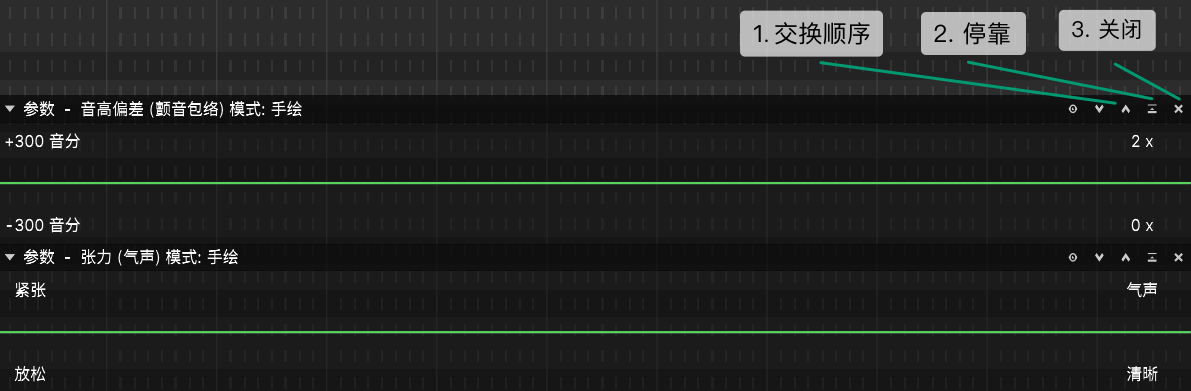 1. 交换顺序
2. 停靠
3. 关闭
参数 - 音高偏差 (颤音包络) 模式: 手绘
+300 音分
2 x
-300 音分
0 x
参数 - 张力 (气声) 模式: 手绘
紧张
气声
放松
清晰